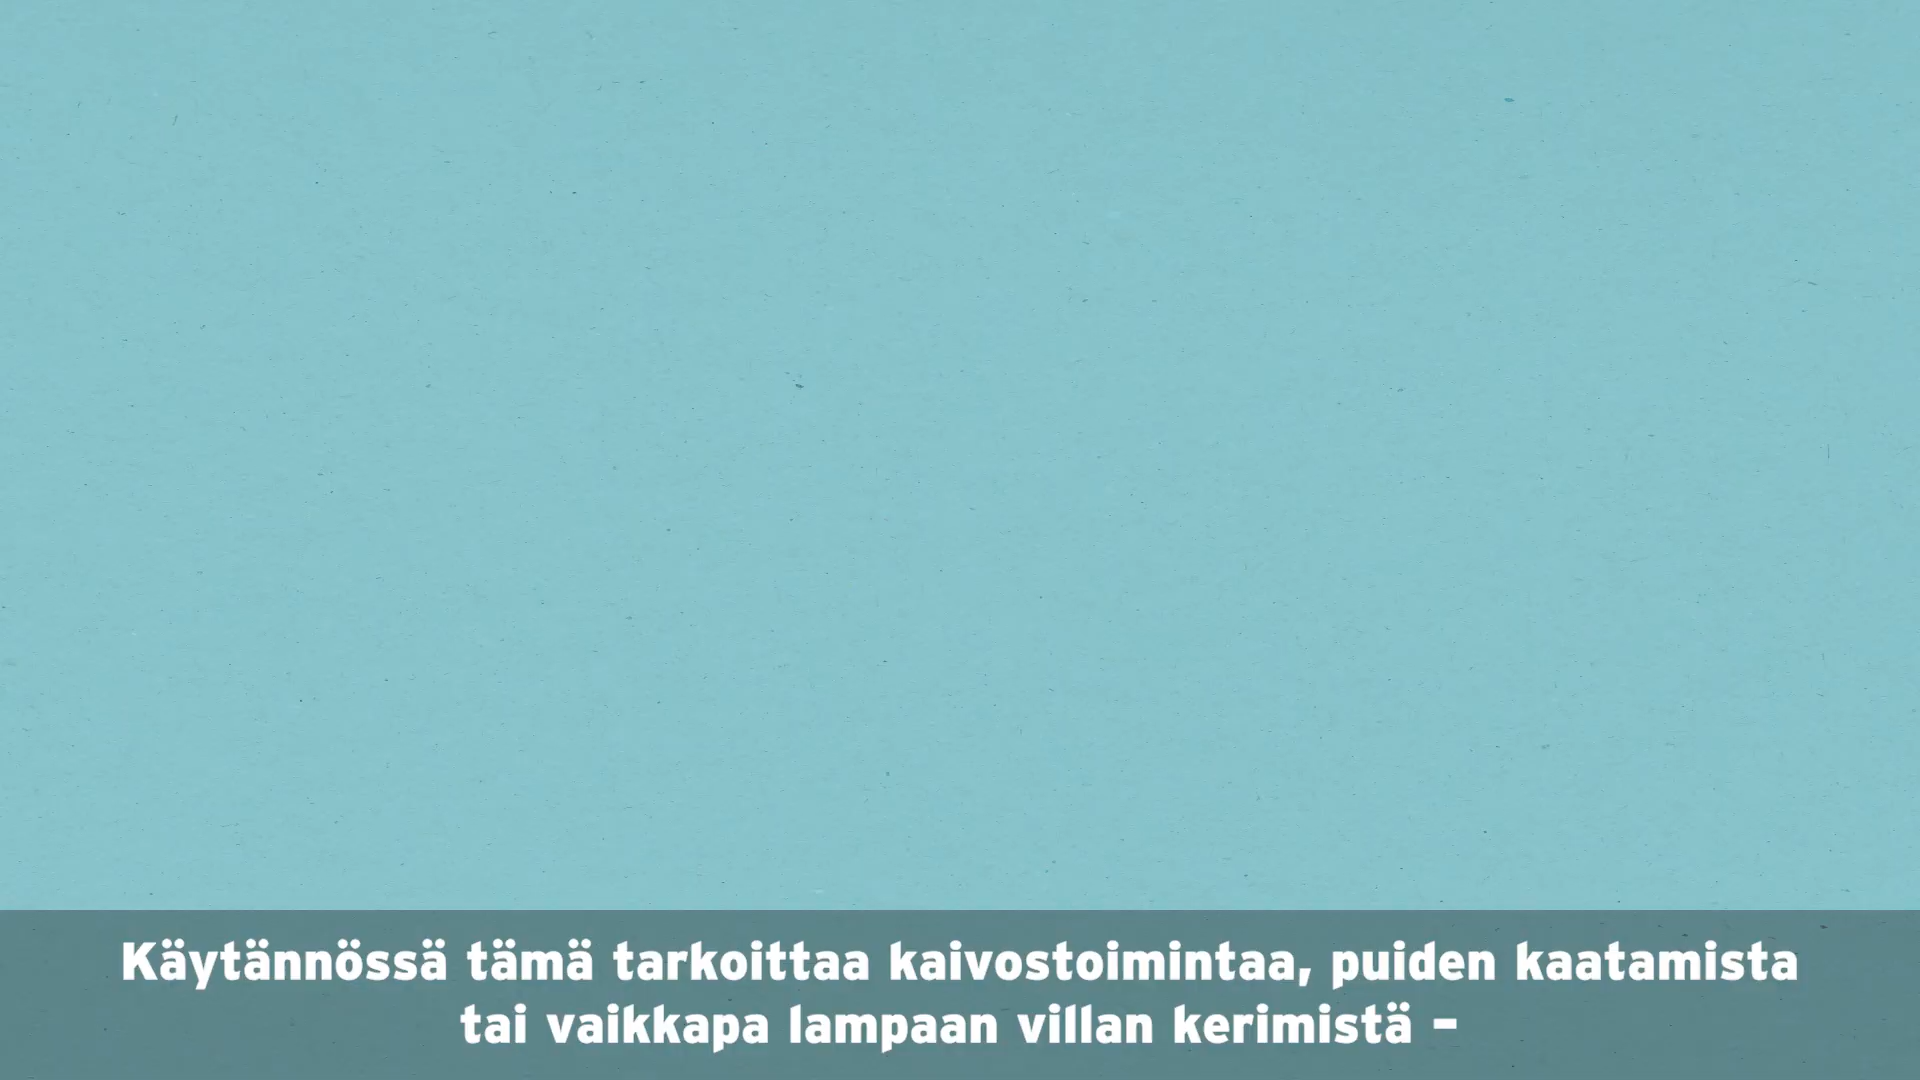 Käytännössä tämä tarkoittaa kaivostoimintaa, puiden kaatamista
tai vaikkapa lampaan villan kerimistä –